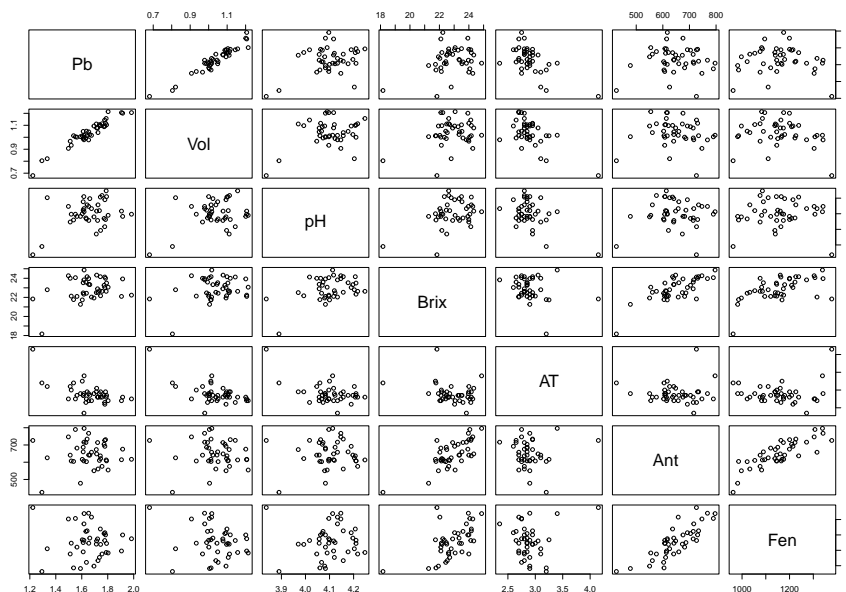 0.7 0.9 1.1 18 20 22 24 500 600 700 800
Pb
Vol
0.7 0.9 1.1
pH
Brix
18 20 22 24
AT
Ant
500 700
Fen
1.2 1.4 1.6 1.8 2.0 3.9 4.0 4.1 4.2 2.5 3.0 3.5 4.0 1000 1200